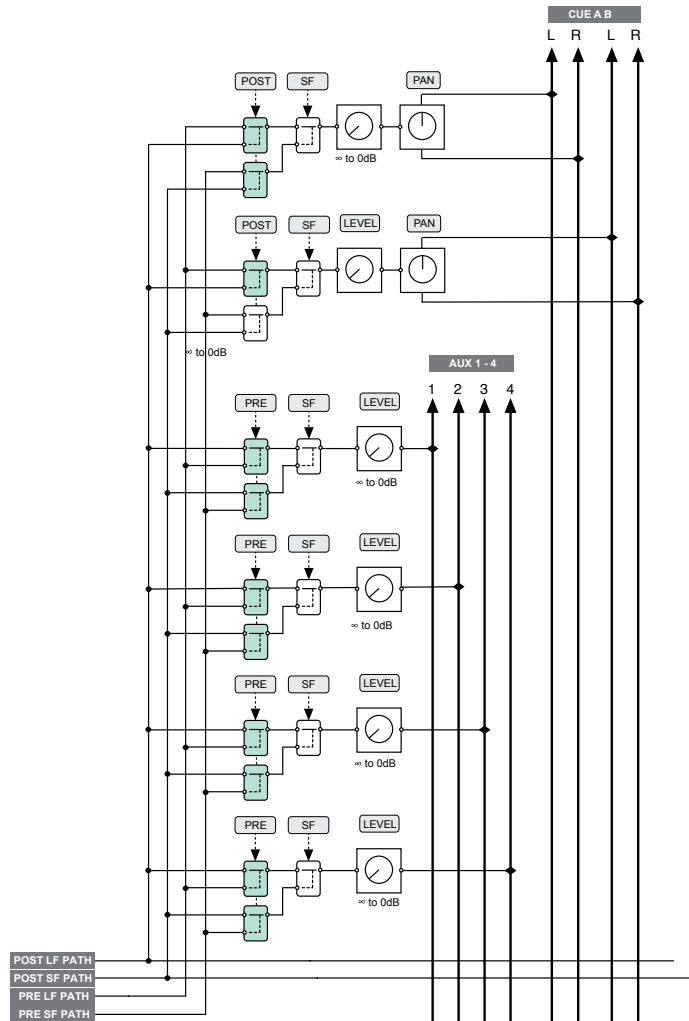 CUE A B
L R L R
POST SF PAN
∞ to 0dB
POST SF LEVEL PAN
∞ to 0dB
AUX 1 - 4
1 2 3 4
PRE SF LEVEL
∞ to 0dB
PRE SF LEVEL
∞ to 0dB
PRE SF LEVEL
∞ to 0dB
PRE SF LEVEL
∞ to 0dB
POST LF PATH
POST SF PATH
PRE LF PATH
PRE SF PATH